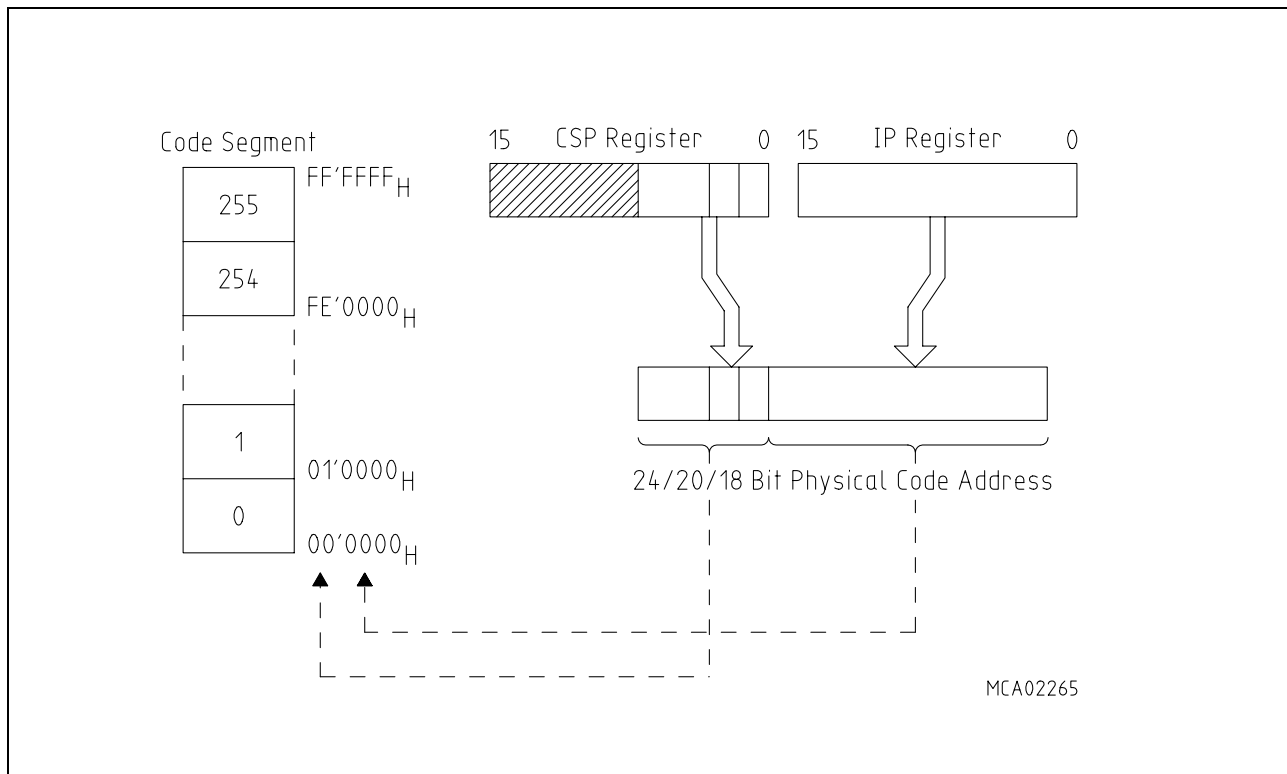 Code Segment
FF'FFFFH
255
254
FE'0000H
1
01'0000H
0
00'0000H
15 CSP Register 0
15 IP Register 0
24/20/18 Bit Physical Code Address
MCA02265